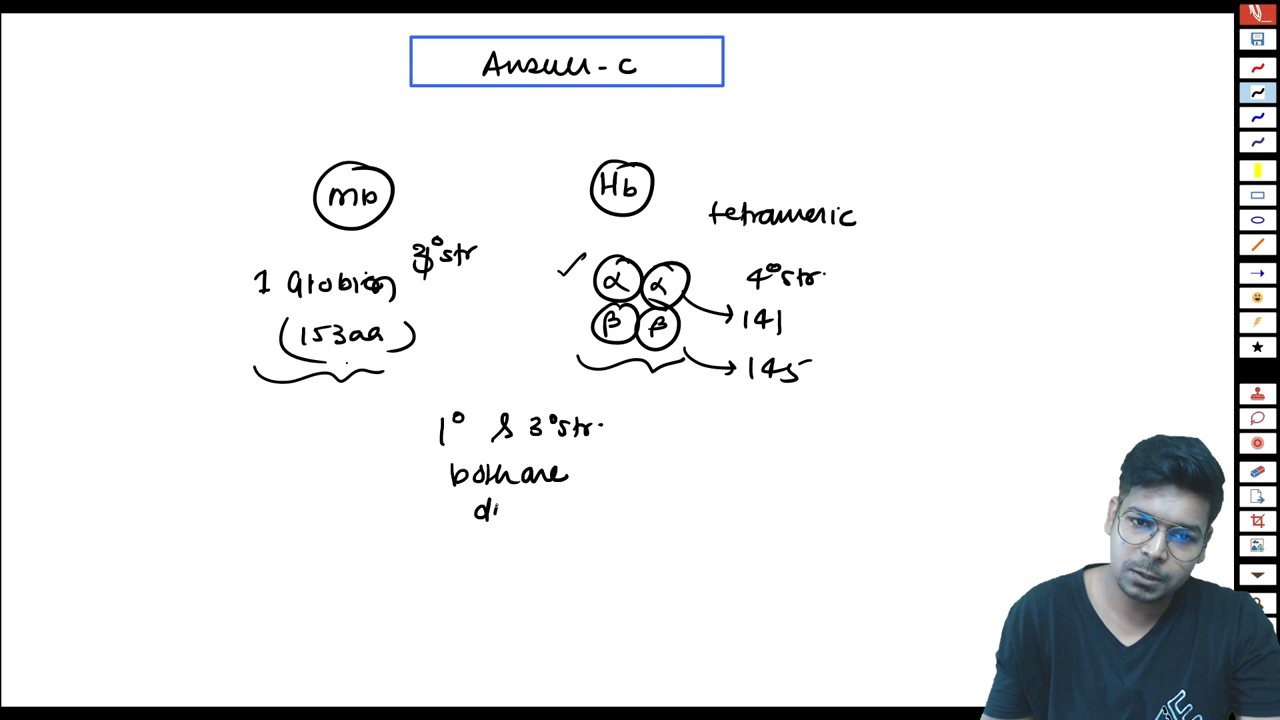 Answer - C
Mb
Hb
tetrameric
3° str
1 Globin
(153aa)
α α
4° str.
β β
141
145
1° & 3° str.
both are
di